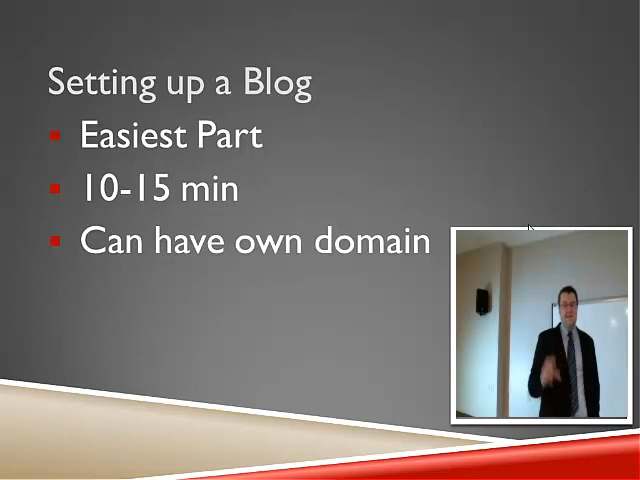 Setting up a Blog
Easiest Part
10-15 min
Can have own domain